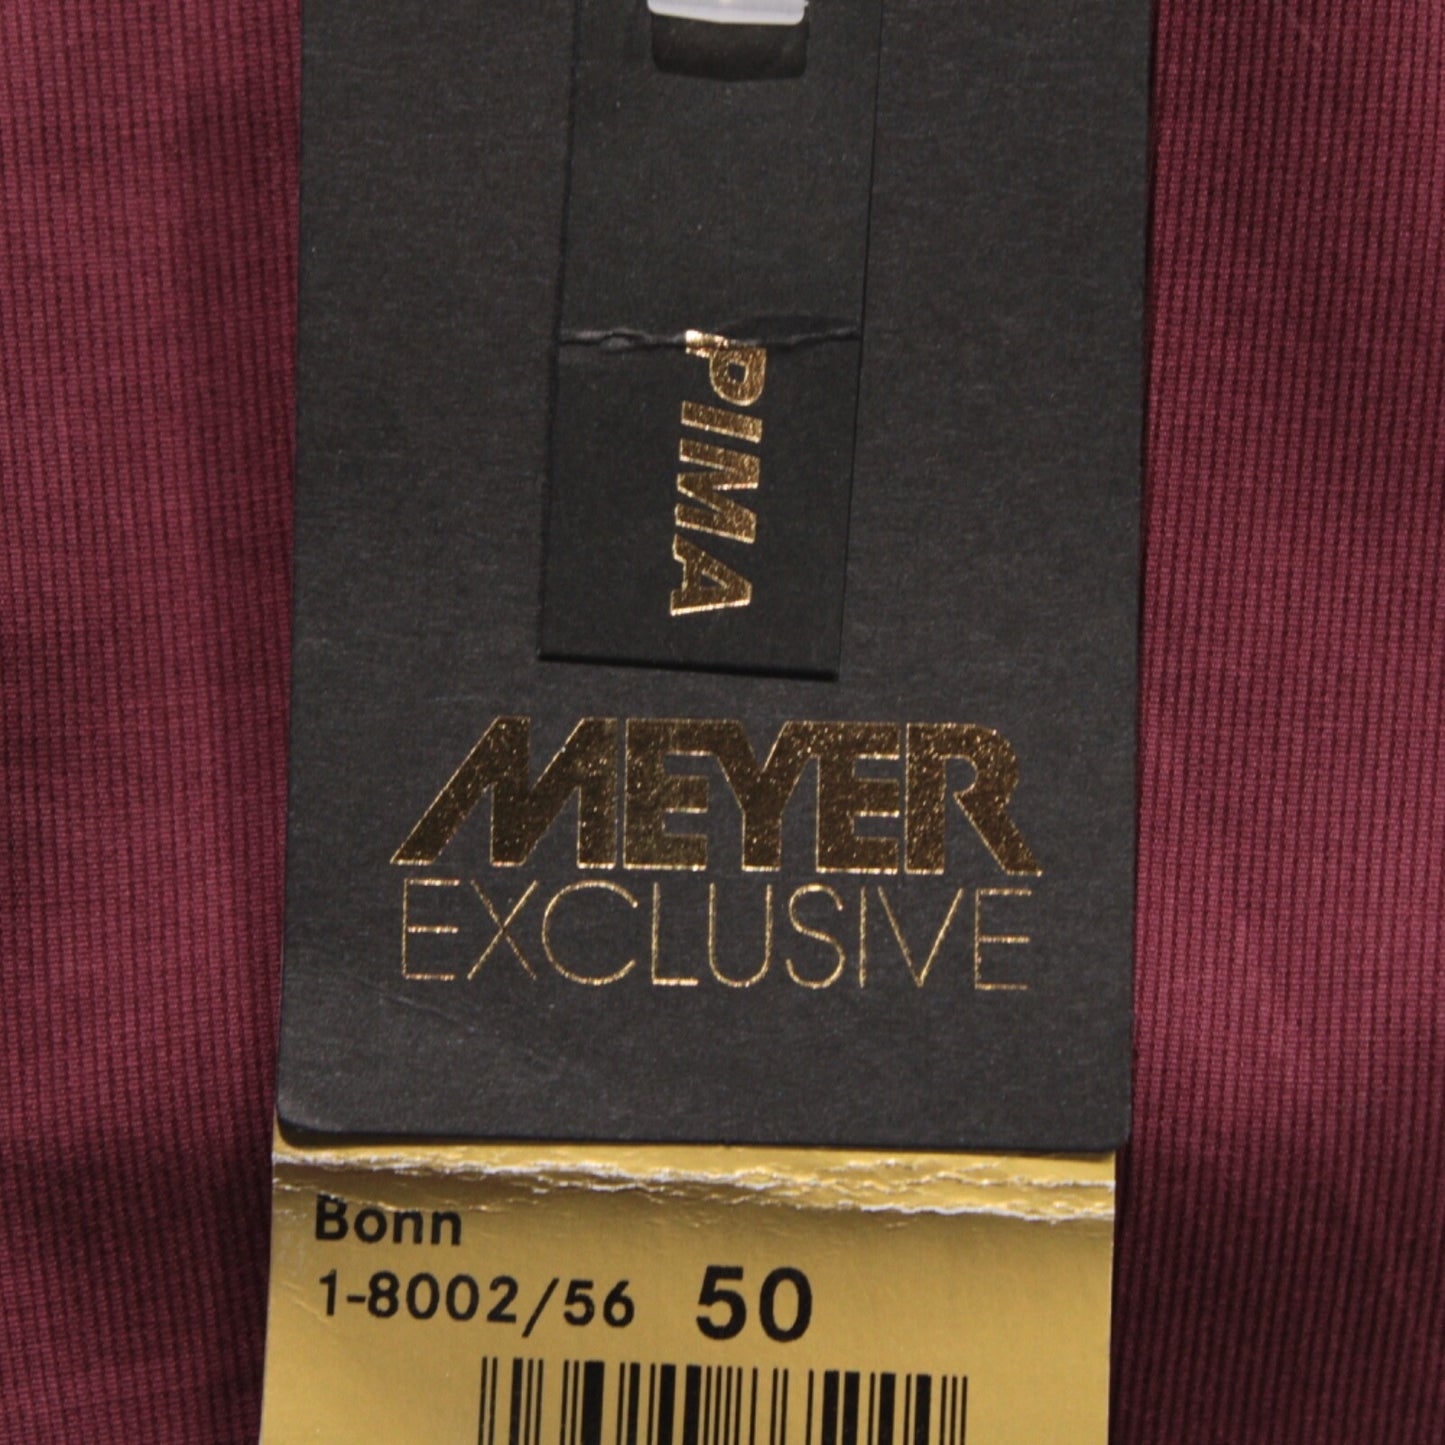 PIMA
MEYER
EXCLUSIVE
Bonn
1-8002/56 50